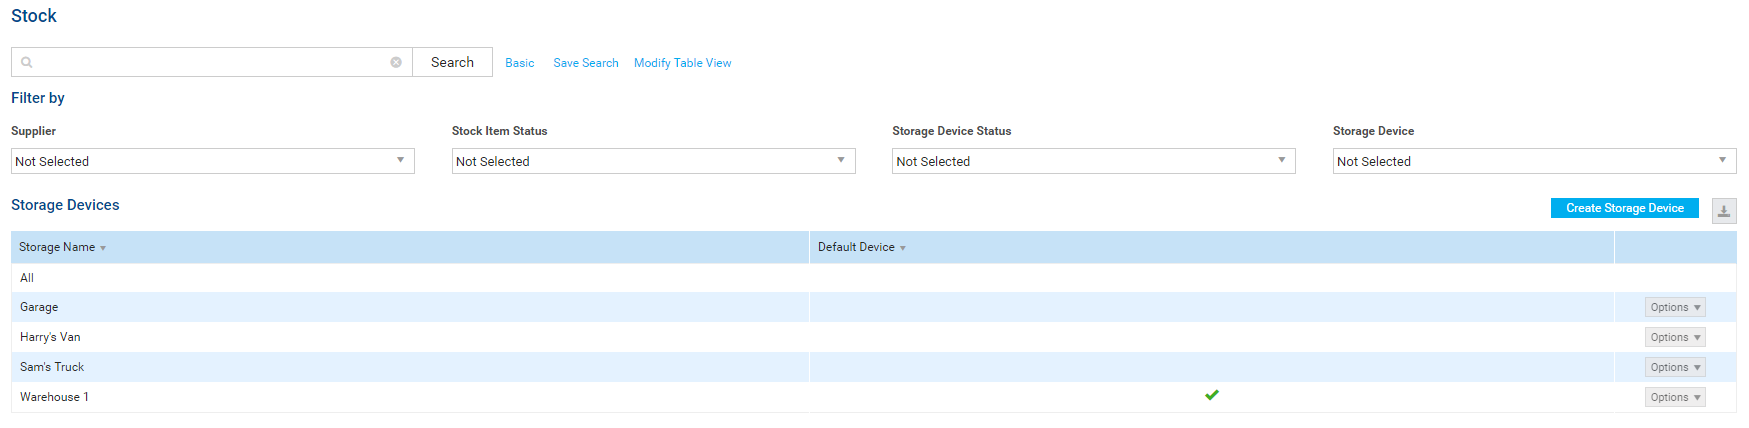 Stock
Search Basic Save Search Modify Table View
Filter by
Supplier Stock Item Status Storage Device Status Storage Device
Not Selected Not Selected Not Selected Not Selected
Storage Devices Create Storage Device
Storage Name Default Device
All
Garage Options
Harry's Van Options
Sam's Truck Options
Warehouse 1 Options